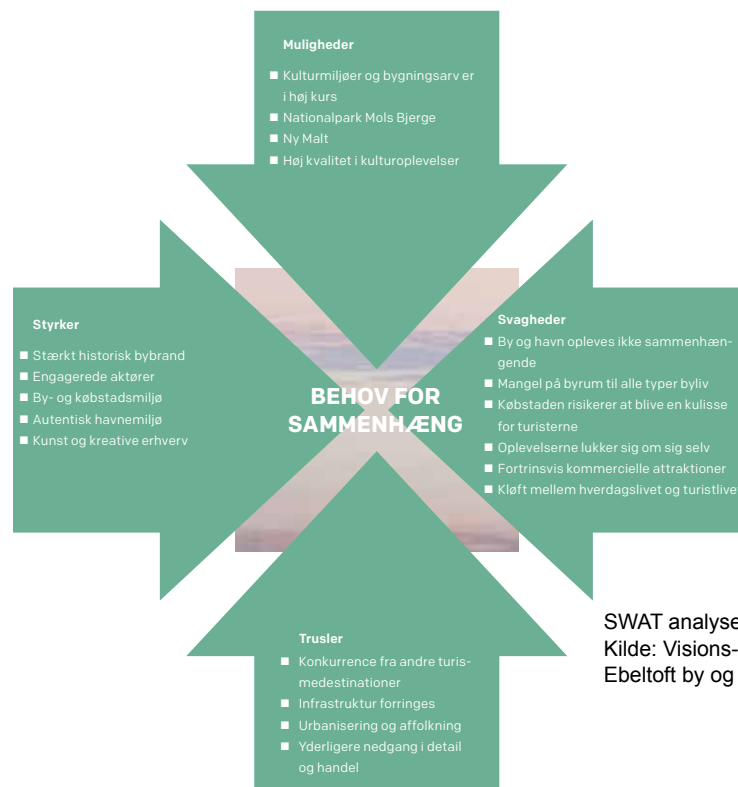 Muligheder
■ Kulturmiljøer og bygningsarv er
i høj kurs
■ Nationalpark Mols Bjerge
■ Ny Malt
■ Høj kvalitet i kulturoplevelser
Styrker
■ Stærkt historisk bybrand
■ Engagerede aktører
■ By- og købstadsmiljø
■ Autentisk havnemiljø
■ Kunst og kreative erhverv
BEHOV FOR
SAMMENHÆNG
Svagheder
■ By og havn opleves ikke sammenhæn-
gende
■ Mangel på byrum til alle typer byliv
■ Købstaden risikerer at blive en kulisse
for turisterne
■ Oplevelserne lukker sig om sig selv
■ Fortrinsvis kommercielle attraktioner
■ Kløft mellem hverdagslivet og turistlive
Trusler
■ Konkurrence fra andre turis-
medestinationer
■ Infrastruktur forringes
■ Urbanisering og affolkning
■ Yderligere nedgang i detail
og handel
SWAT analyse
Kilde: Visions-
Ebeltoft by og